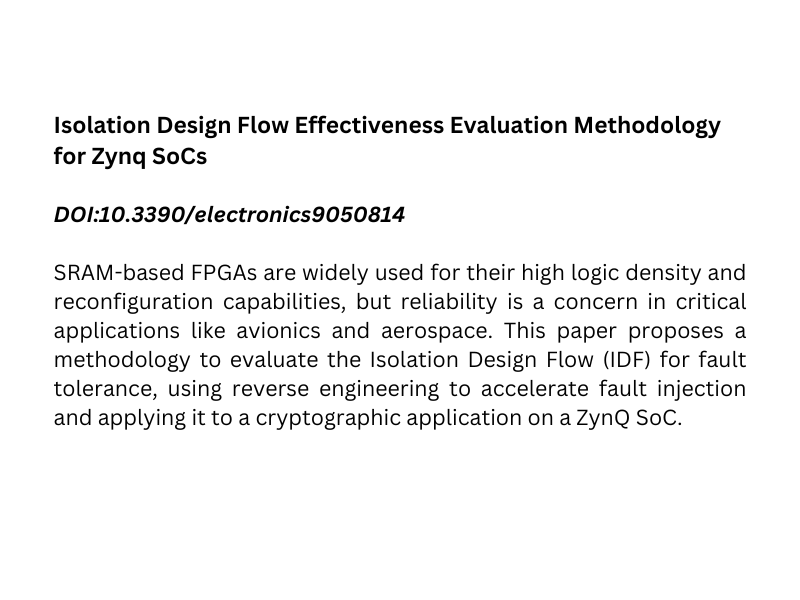 Isolation Design Flow Effectiveness Evaluation Methodology
for Zynq SoCs
DOI:10.3390/electronics9050814
SRAM-based FPGAs are widely used for their high logic density and
reconfiguration capabilities, but reliability is a concern in critical
applications like avionics and aerospace. This paper proposes a
methodology to evaluate the Isolation Design Flow (IDF) for fault
tolerance, using reverse engineering to accelerate fault injection
and applying it to a cryptographic application on a ZynQ SoC.